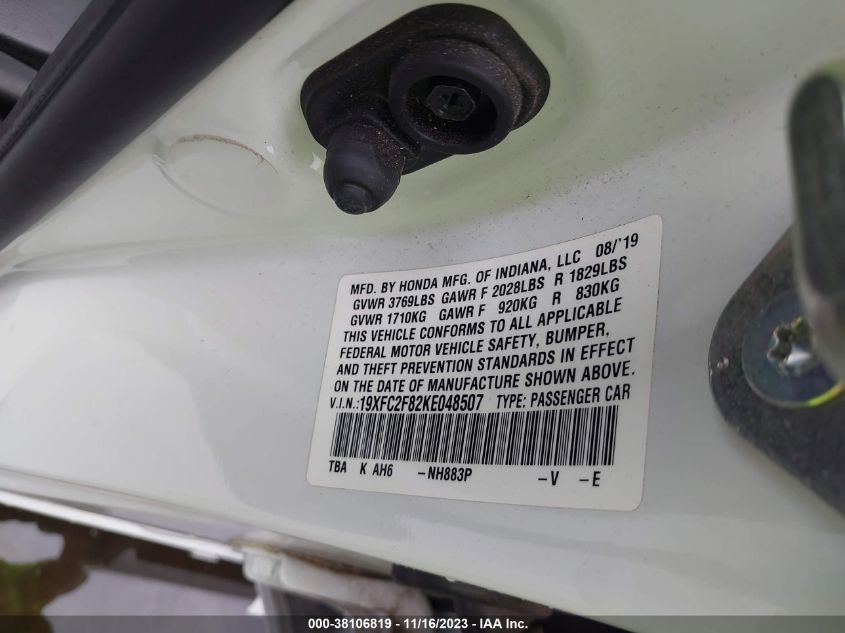 MFD. BY HONDA MFG. OF INDIANA, LLC 08/'19
GVWR 3769LBS GAWR F 2028LBS R 1829LBS
GVWR 1710KG GAWR F 920KG R 830KG
THIS VEHICLE CONFORMS TO ALL APPLICABLE
FEDERAL MOTOR VEHICLE SAFETY, BUMPER,
AND THEFT PREVENTION STANDARDS IN EFFECT
ON THE DATE OF MANUFACTURE SHOWN ABOVE.
V.I.N.:19XFC2F82KE048507 TYPE: PASSENGER CAR
TBA K AH6 -NH883P -V -E
000-38106819 - 11/16/2023 - IAA Inc.